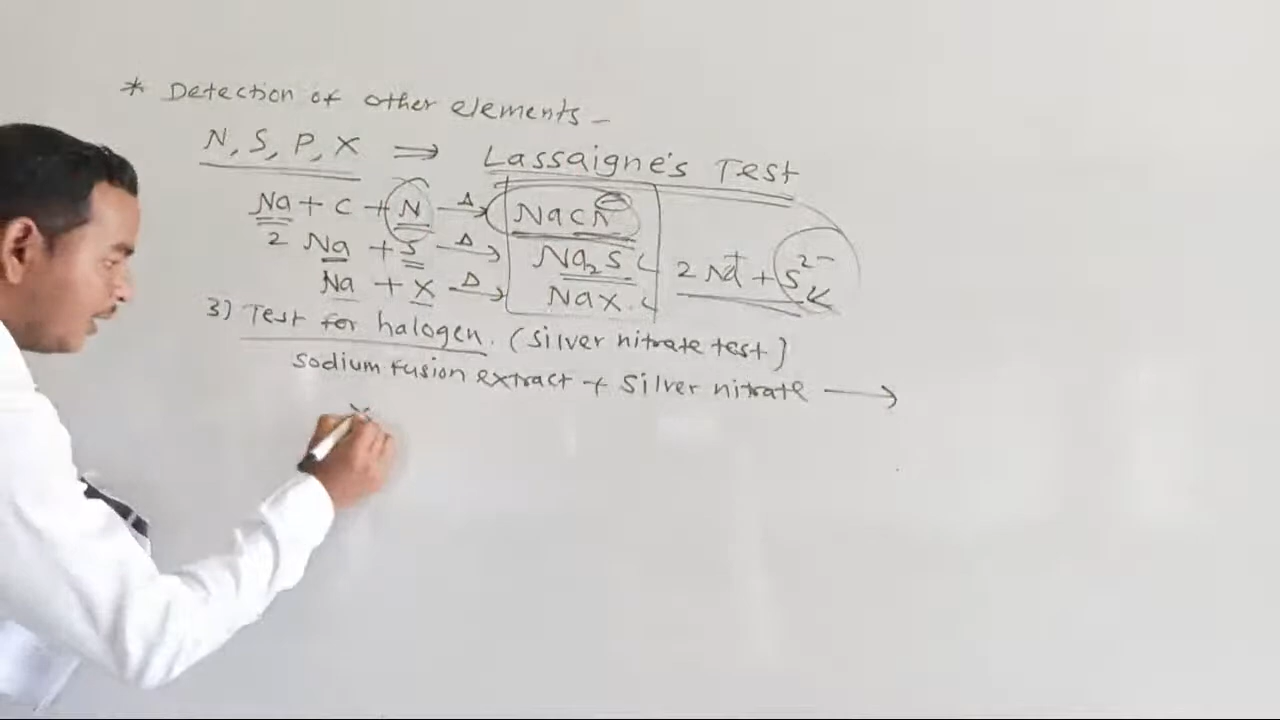 * Detection of other elements -
N, S, P, X ⇒ Lassaigne's Test
Na + C + N —Δ→ NaCN
2 Na + S —Δ→ Na2S 2 Na+ + S2-
Na + X —Δ→ NaX.
3) Test for halogen. (Silver nitrate test)
Sodium fusion extract + Silver nitrate ⟶
X